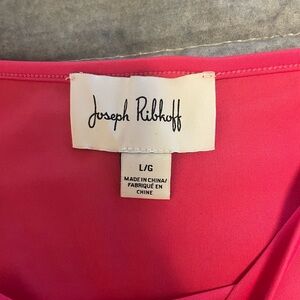 Joseph Ribkoff
L/G
MADE IN CHINA/
FABRIQUÉ EN
CHINE